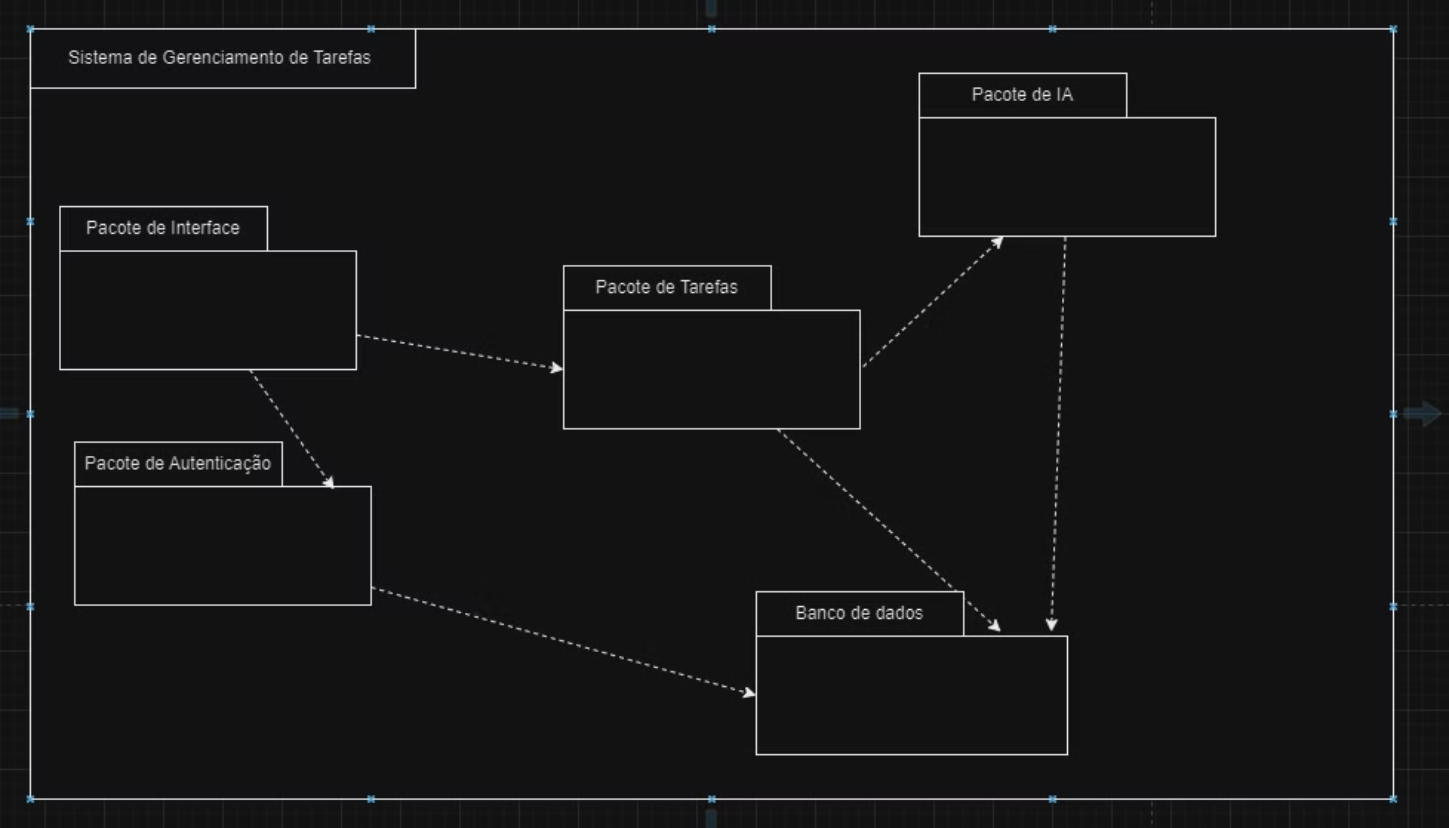 Sistema de Gerenciamento de Tarefas
Pacote de IA
Pacote de Interface
Pacote de Tarefas
Pacote de Autenticação
Banco de dados